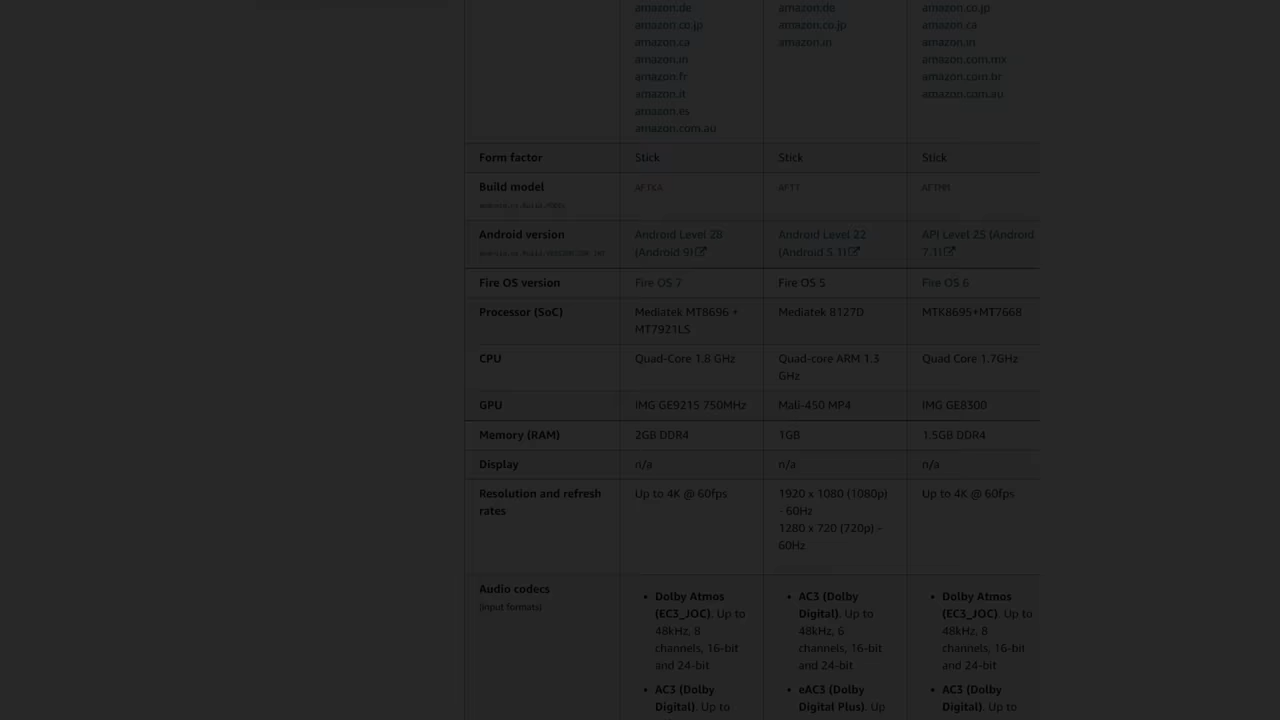 amazon.de amazon.de amazon.co.jp
amazon.co.jp amazon.co.jp amazon.ca
amazon.ca amazon.in amazon.in
amazon.in amazon.com.mx
amazon.fr amazon.com.br
amazon.it amazon.com.au
amazon.es
amazon.com.au
Form factor Stick Stick Stick
Build model AFTKA AFTT AFTMM
Android version Android Level 28 Android Level 22 API Level 25 (Android
(Android 9) (Android 5.1) 7.1)
Fire OS version Fire OS 7 Fire OS 5 Fire OS 6
Processor (SoC) Mediatek MT8696 + Mediatek 8127D MTK8695+MT7668
MT7921LS
CPU Quad-Core 1.8 GHz Quad-core ARM 1.3 Quad Core 1.7GHz
GHz
GPU IMG GE9215 750MHz Mali-450 MP4 IMG GE8300
Memory (RAM) 2GB DDR4 1GB 1.5GB DDR4
Display n/a n/a n/a
Resolution and refresh Up to 4K @ 60fps 1920 x 1080 (1080p) Up to 4K @ 60fps
rates - 60Hz
1280 x 720 (720p) -
60Hz
Audio codecs • Dolby Atmos • AC3 (Dolby • Dolby Atmos
(input formats) (EC3_JOC). Up to Digital). Up to (EC3_JOC). Up to
48kHz, 8 48kHz, 6 48kHz, 8
channels, 16-bit channels, 16-bit channels, 16-bit
and 24-bit and 24-bit and 24-bit
• AC3 (Dolby • eAC3 (Dolby • AC3 (Dolby
Digital). Up to Digital Plus). Up Digital). Up to